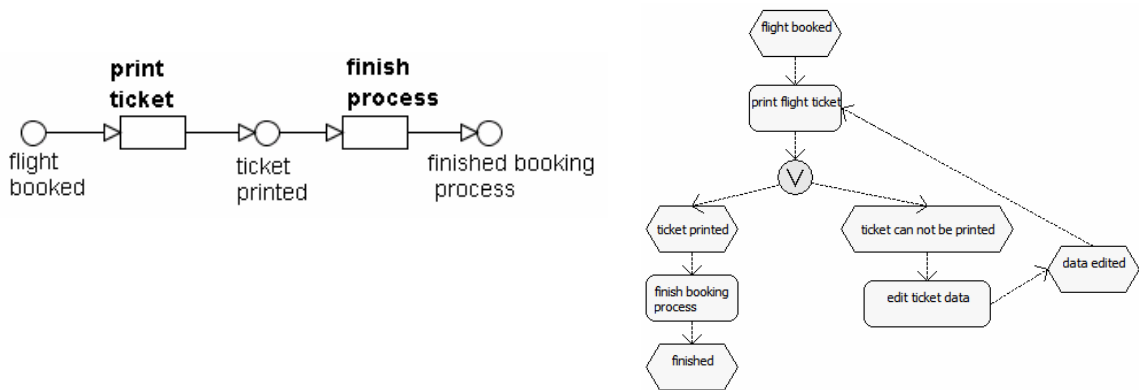 print
ticket
finish
process
flight
booked
ticket
printed
finished booking
process
flight booked
print flight ticket
V
ticket printed
ticket can not be printed
data edited
finish booking
process
edit ticket data
finished